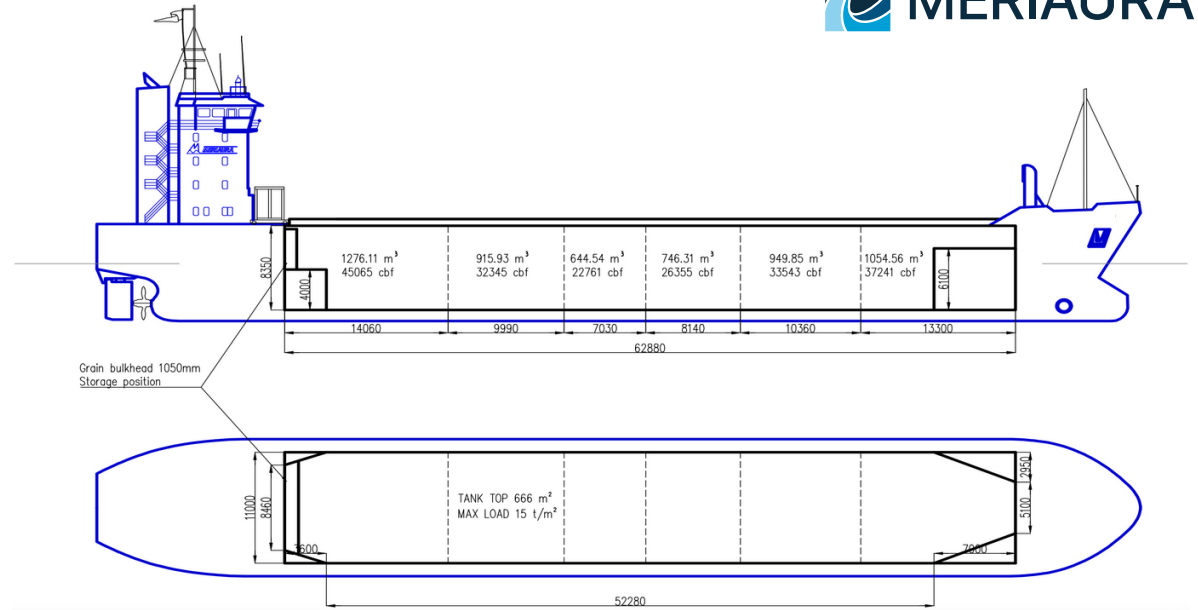 MERIAURA
MERIAURA
1276.11 m³
45065 cbf
915.93 m³
32345 cbf
644.54 m³
22761 cbf
746.31 m³
26355 cbf
949.85 m³
33543 cbf
1054.56 m³
37241 cbf
8350
4000
6100
14060
9990
7030
8140
10360
13300
62880
Grain bulkhead 1050mm
Storage position
TANK TOP 666 m²
MAX LOAD 15 t/m²
11000
8460
3600
2950
5100
7000
52280